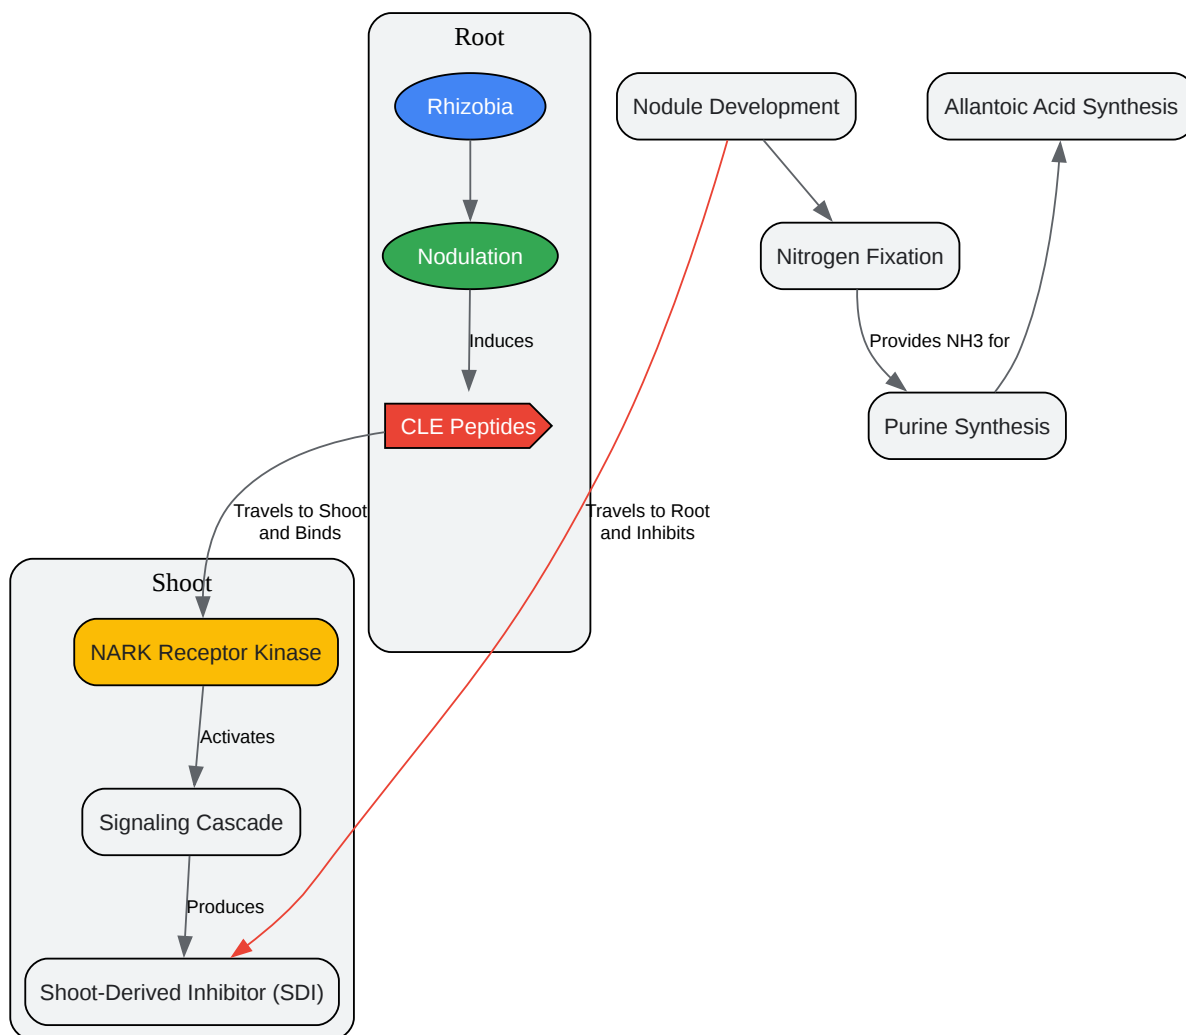 Root
Rhizobia
Nodule Development
Allantoic Acid Synthesis
Nodulation
Nitrogen Fixation
Induces
Provides NH3 for
CLE Peptides
Purine Synthesis
Travels to Shoot
and Binds
Travels to Root
and Inhibits
Shoot
NARK Receptor Kinase
Activates
Signaling Cascade
Produces
Shoot-Derived Inhibitor (SDI)